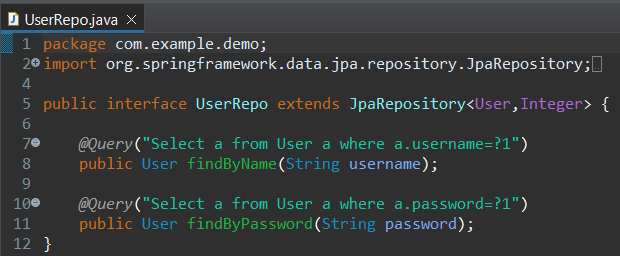 UserRepo.java
1 package com.example.demo;
2 import org.springframework.data.jpa.repository.JpaRepository;
4
5 public interface UserRepo extends JpaRepository<User,Integer> {
6
7 @Query("Select a from User a where a.username=?1")
8 public User findByName(String username);
9
10 @Query("Select a from User a where a.password=?1")
11 public User findByPassword(String password);
12 }